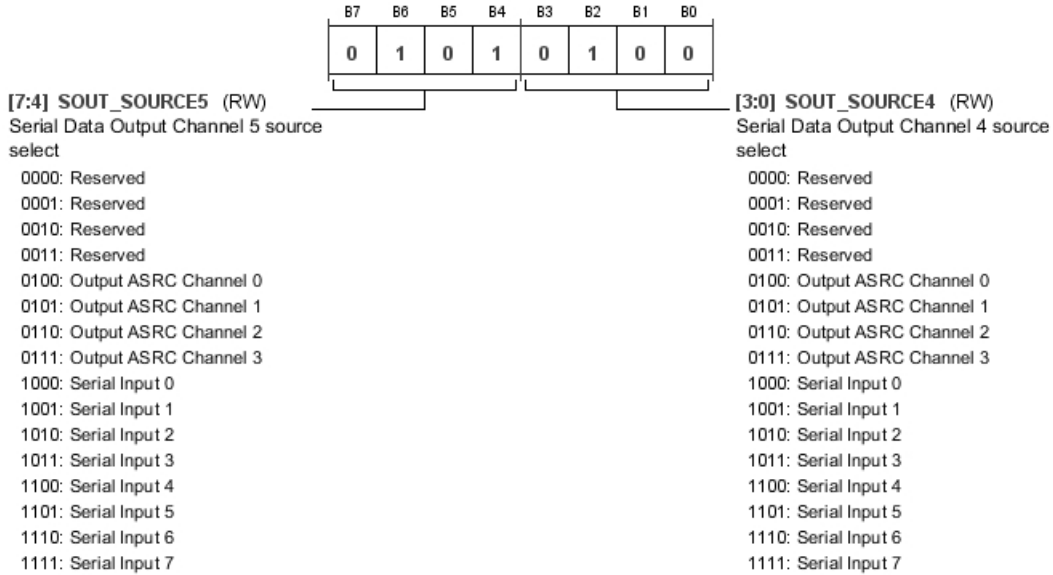 B7 B6 B5 B4 B3 B2 B1 B0
0 1 0 1 0 1 0 0
[7:4] SOUT_SOURCE5 (RW)
Serial Data Output Channel 5 source
select
0000: Reserved
0001: Reserved
0010: Reserved
0011: Reserved
0100: Output ASRC Channel 0
0101: Output ASRC Channel 1
0110: Output ASRC Channel 2
0111: Output ASRC Channel 3
1000: Serial Input 0
1001: Serial Input 1
1010: Serial Input 2
1011: Serial Input 3
1100: Serial Input 4
1101: Serial Input 5
1110: Serial Input 6
1111: Serial Input 7
[3:0] SOUT_SOURCE4 (RW)
Serial Data Output Channel 4 source
select
0000: Reserved
0001: Reserved
0010: Reserved
0011: Reserved
0100: Output ASRC Channel 0
0101: Output ASRC Channel 1
0110: Output ASRC Channel 2
0111: Output ASRC Channel 3
1000: Serial Input 0
1001: Serial Input 1
1010: Serial Input 2
1011: Serial Input 3
1100: Serial Input 4
1101: Serial Input 5
1110: Serial Input 6
1111: Serial Input 7